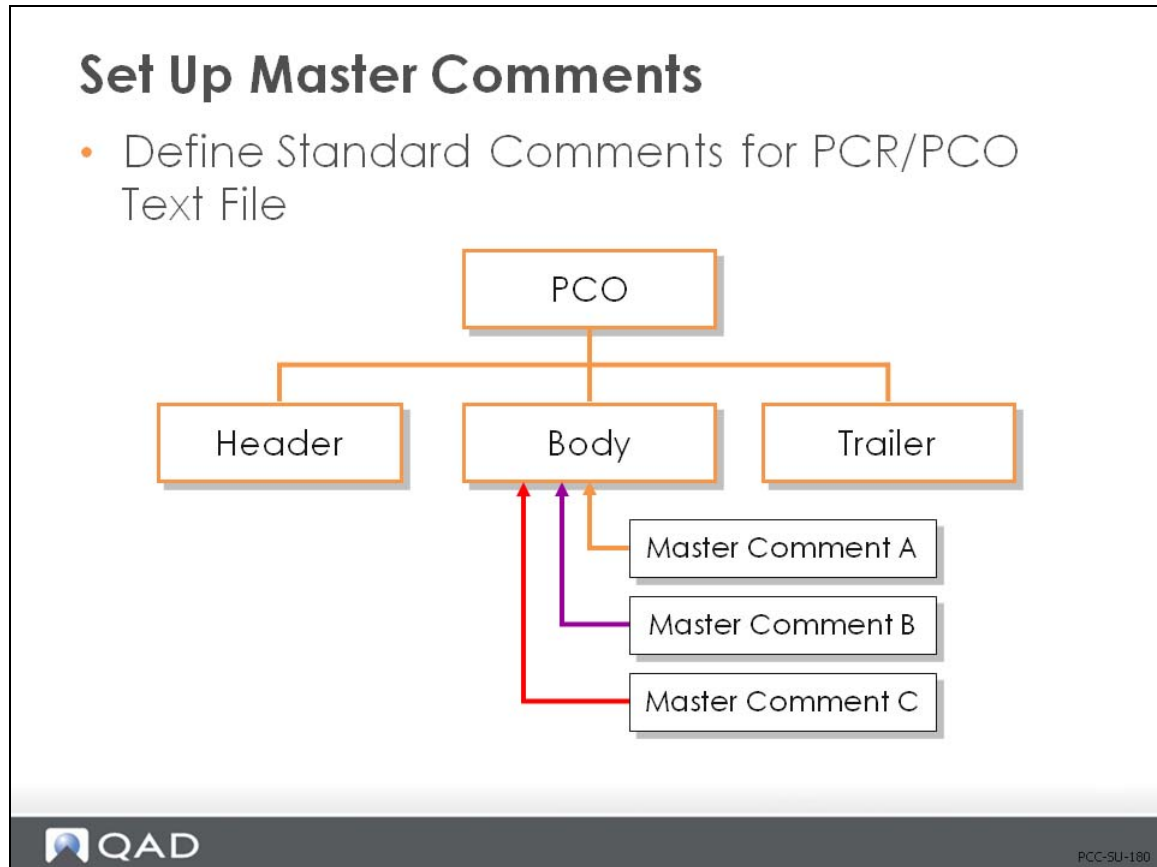 Set Up Master Comments
• Define Standard Comments for PCR/PCO
Text File
PCO
Header
Body
Trailer
Master Comment A
Master Comment B
Master Comment C
QAD
PCC-SU-180